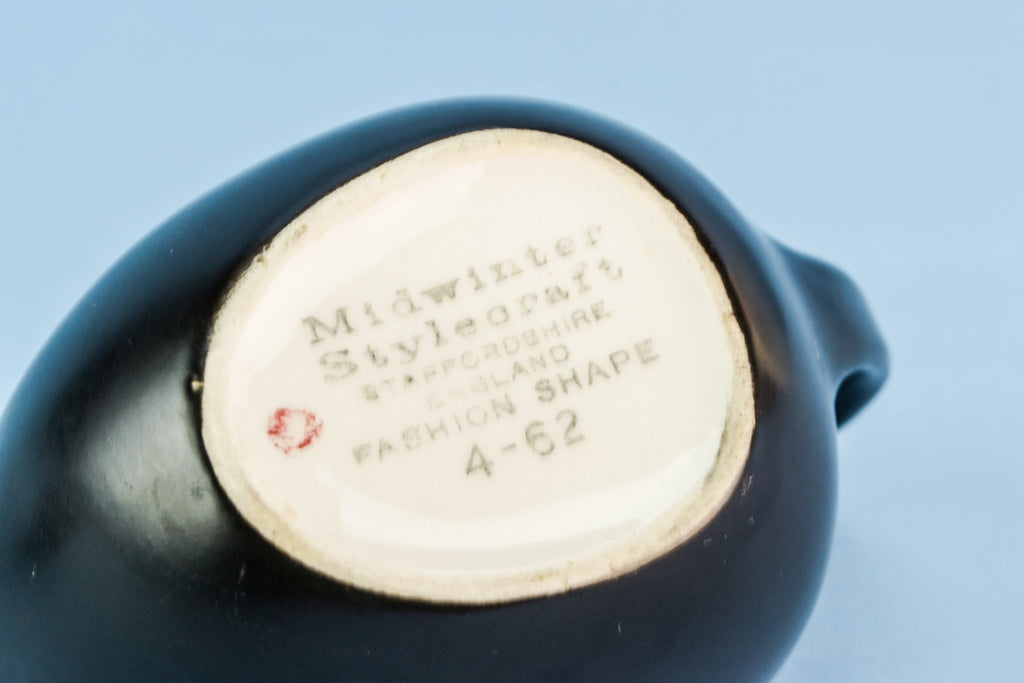 Midwinter
Stylecraft
STAFFORDSHIRE
ENGLAND
FASHION SHAPE
4-62